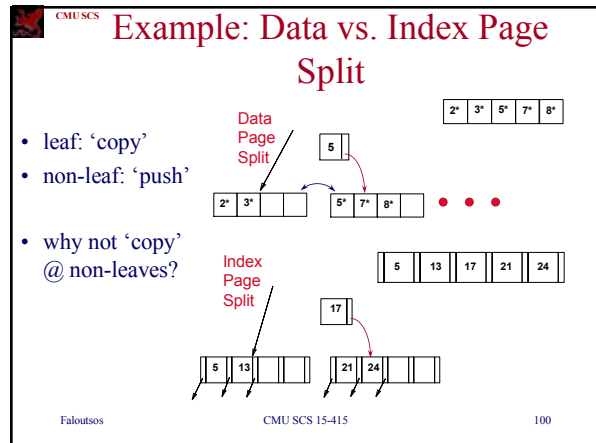 CMU SCS
Example: Data vs. Index Page
Split
2* 3* 5* 7* 8*
Data
Page
Split
5
• leaf: ‘copy’
• non-leaf: ‘push’
2* 3*
5* 7* 8*
• why not ‘copy’
@ non-leaves?
Index
Page
Split
5 13 17 21 24
17
5 13
21 24
Faloutsos
CMU SCS 15-415
100